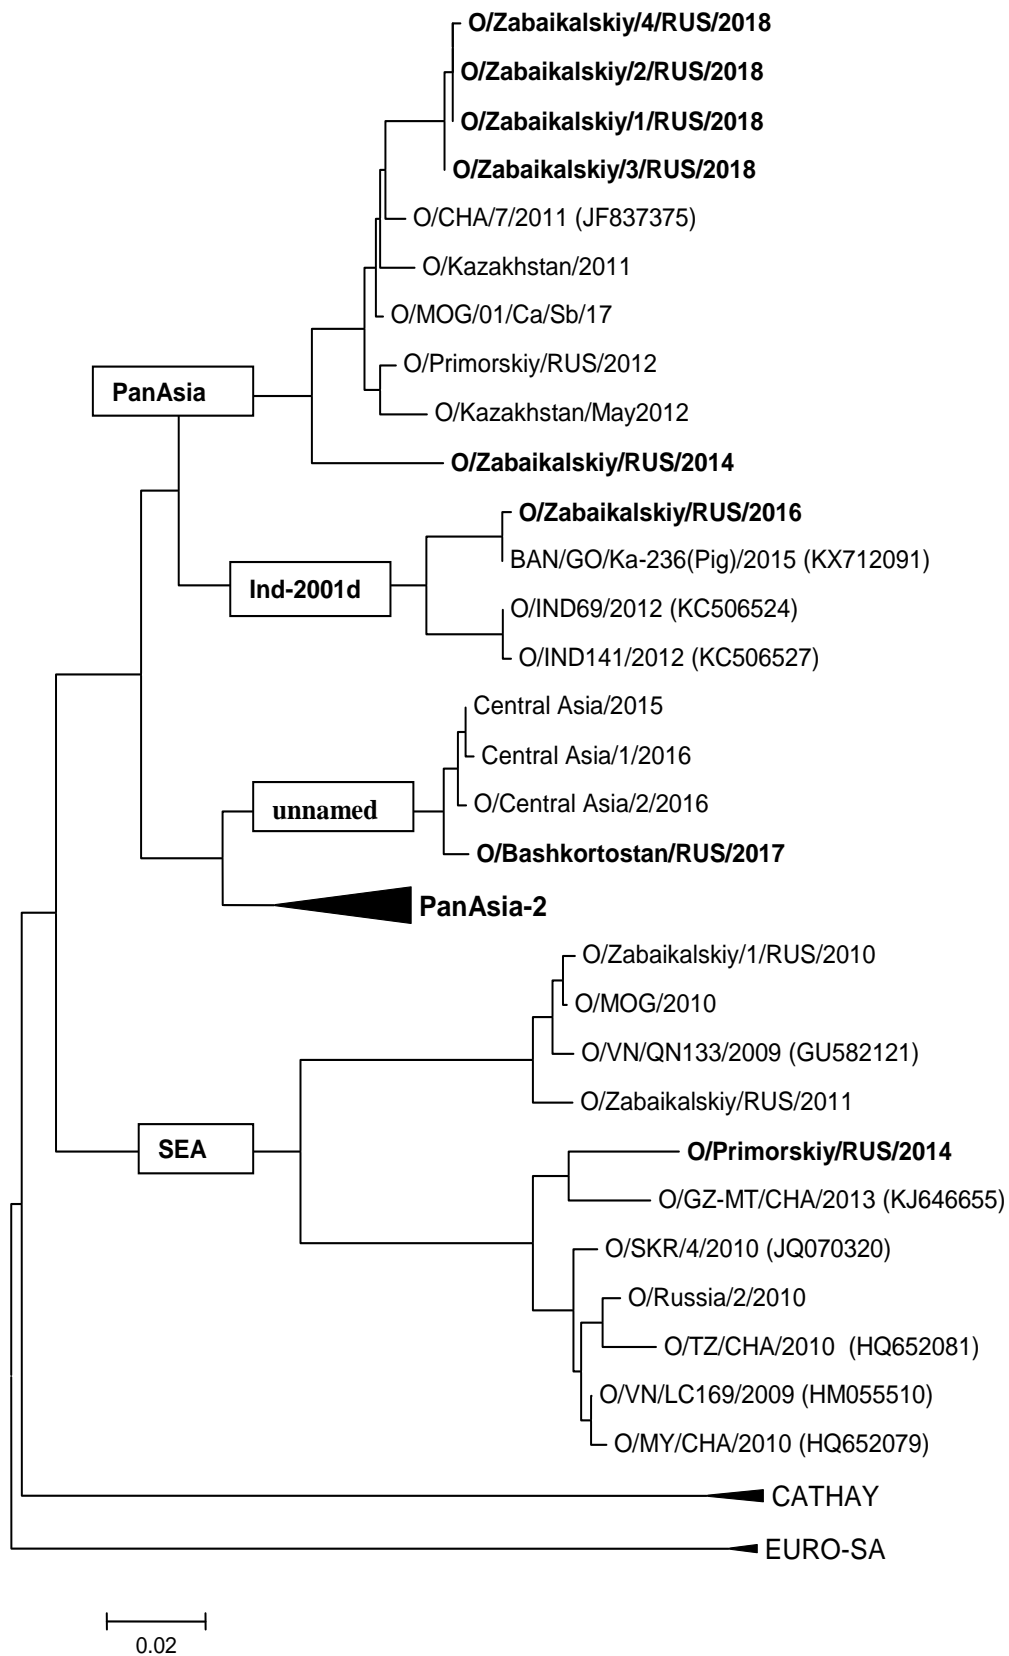 O/Zabaikalskiy/4/RUS/2018
O/Zabaikalskiy/2/RUS/2018
O/Zabaikalskiy/1/RUS/2018
O/Zabaikalskiy/3/RUS/2018
O/CHA/7/2011 (JF837375)
O/Kazakhstan/2011
O/MOG/01/Ca/Sb/17
O/Primorskiy/RUS/2012
PanAsia
O/Kazakhstan/May2012
O/Zabaikalskiy/RUS/2014
O/Zabaikalskiy/RUS/2016
BAN/GO/Ka-236(Pig)/2015 (KX712091)
Ind-2001d
O/IND69/2012 (KC506524)
O/IND141/2012 (KC506527)
Central Asia/2015
Central Asia/1/2016
O/Central Asia/2/2016
unnamed
O/Bashkortostan/RUS/2017
PanAsia-2
O/Zabaikalskiy/1/RUS/2010
O/MOG/2010
O/VN/QN133/2009 (GU582121)
O/Zabaikalskiy/RUS/2011
SEA
O/Primorskiy/RUS/2014
O/GZ-MT/CHA/2013 (KJ646655)
O/SKR/4/2010 (JQ070320)
O/Russia/2/2010
O/TZ/CHA/2010 (HQ652081)
O/VN/LC169/2009 (HM055510)
O/MY/CHA/2010 (HQ652079)
CATHAY
EURO-SA
0.02